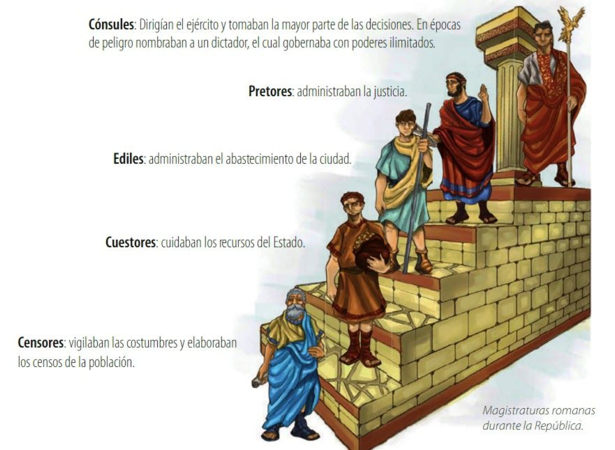 Cónsules: Dirigían el ejército y tomaban la mayor parte de las decisiones. En épocas
de peligro nombraban a un dictador, el cual gobernaba con poderes ilimitados.
Pretores: administraban la justicia.
Ediles: administraban el abastecimiento de la ciudad.
Cuestores: cuidaban los recursos del Estado.
Censores: vigilaban las costumbres y elaboraban
los censos de la población.
Magistraturas romanas
durante la República.